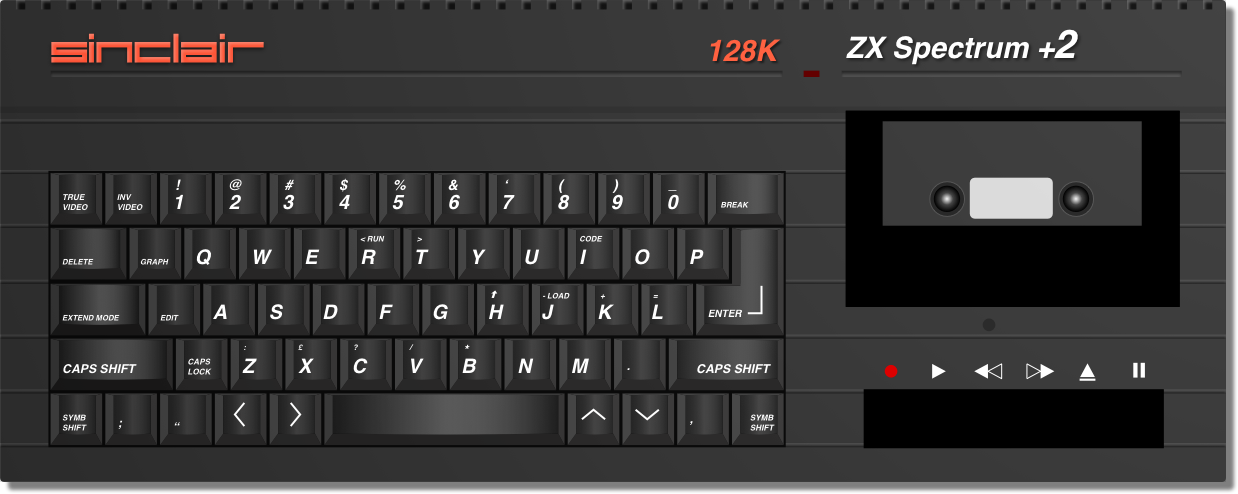 sinclair
128K
ZX Spectrum +2
TRUE VIDEO
INV VIDEO
! 1
@ 2
# 3
$ 4
% 5
& 6
‘ 7
( 8
) 9
_ 0
BREAK
DELETE
GRAPH
Q
W
E
< RUN
R
>
T
Y
U
CODE
I
O
P
EXTEND MODE
EDIT
A
S
D
F
G
⬆
H
- LOAD
J
+
K
=
L
ENTER
CAPS SHIFT
CAPS LOCK
:
Z
£
X
?
C
/
V
*
B
N
M
.
CAPS SHIFT
SYMB SHIFT
;
“
,
SYMB SHIFT